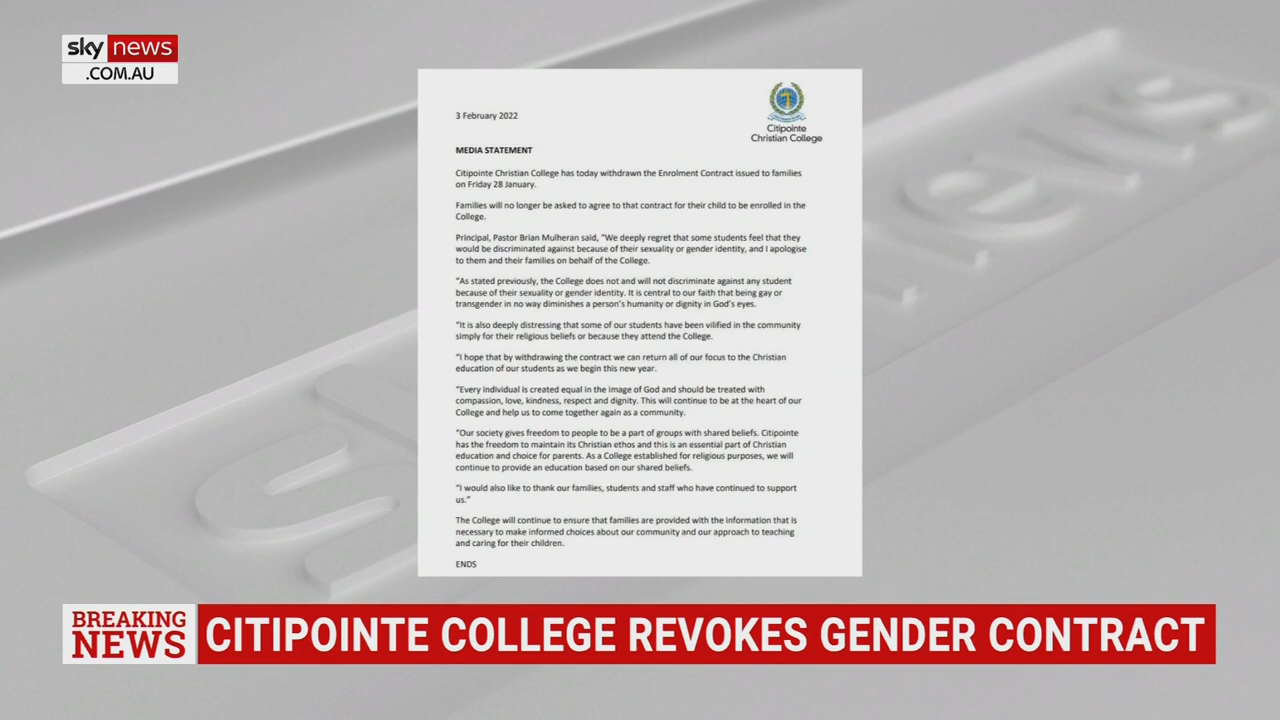 sky news
.COM.AU
Citipointe
Christian College
3 February 2022
MEDIA STATEMENT
Citipointe Christian College has today withdrawn the Enrolment Contract issued to families
on Friday 28 January.
Families will no longer be asked to agree to that contract for their child to be enrolled in the
College.
Principal, Pastor Brian Mulheran said, "We deeply regret that some students feel that they
would be discriminated against because of their sexuality or gender identity, and I apologise
to them and their families on behalf of the College.
"As stated previously, the College does not and will not discriminate against any student
because of their sexuality or gender identity. It is central to our faith that being gay or
transgender in no way diminishes a person's humanity or dignity in God's eyes.
"It is also deeply distressing that some of our students have been vilified in the community
simply for their religious beliefs or because they attend the College.
"I hope that by withdrawing the contract we can return all of our focus to the Christian
education of our students as we begin this new year.
"Every individual is created equal in the image of God and should be treated with
compassion, love, kindness, respect and dignity. This will continue to be at the heart of our
College and help us to come together again as a community.
"Our society gives freedom to people to be a part of groups with shared beliefs. Citipointe
has the freedom to maintain its Christian ethos and this is an essential part of Christian
education and choice for parents. As a College established for religious purposes, we will
continue to provide an education based on our shared beliefs.
"I would also like to thank our families, students and staff who have continued to support
us."
The College will continue to ensure that families are provided with the information that is
necessary to make informed choices about our community and our approach to teaching
and caring for their children.
ENDS
BREAKING
NEWS
CITIPOINTE COLLEGE REVOKES GENDER CONTRACT